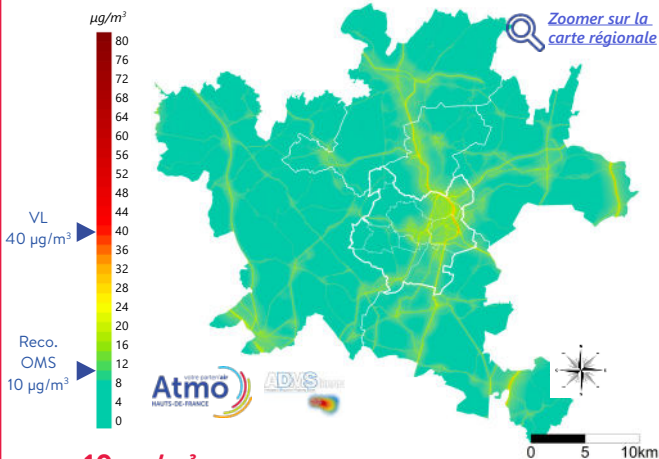 µg/m³
80
76
72
68
64
60
56
52
48
44
40
36
32
28
24
20
16
12
8
4
0
VL
40 µg/m³
Reco.
OMS
10 µg/m³
Zoomer sur la
carte régionale
votre partenair
Atmo
HAUTS-DE-FRANCE
ADMS
0 5 10km